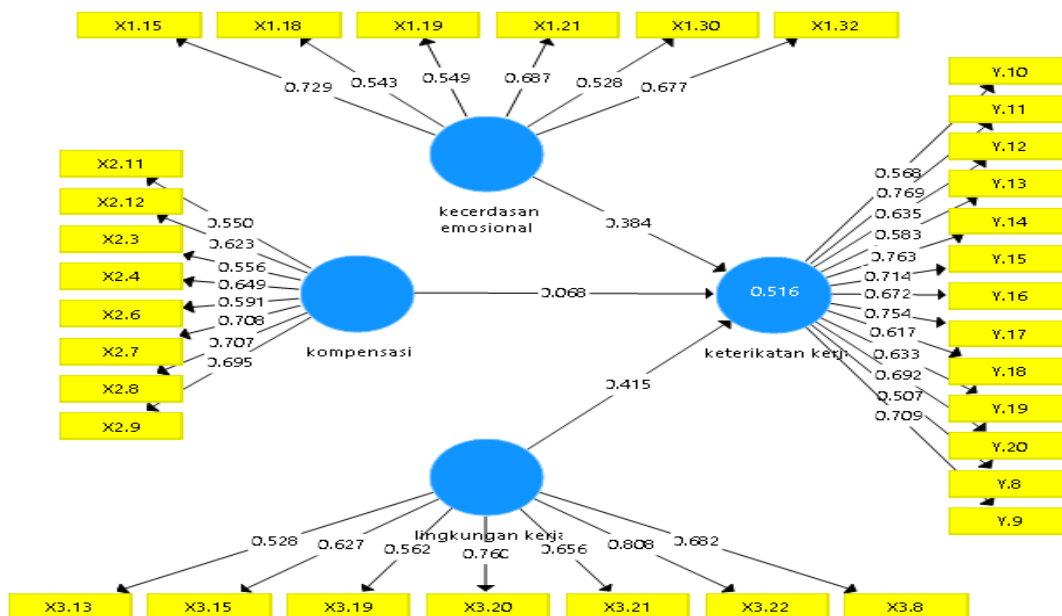 X1.15
X1.18
X1.19
X1.21
X1.30
X1.32
0.729
0.543
0.549
0.687
0.528
0.677
kecerdasan
emosional
X2.11
X2.12
X2.3
X2.4
X2.6
X2.7
X2.8
X2.9
0.550
0.623
0.556
0.649
0.591
0.708
0.707
0.695
kompensasi
0.384
0.068
0.415
0.516
keterikatan kerja
0.568
0.769
0.635
0.583
0.763
0.714
0.672
0.754
0.617
0.633
0.692
0.507
0.709
Y.10
Y.11
Y.12
Y.13
Y.14
Y.15
Y.16
Y.17
Y.18
Y.19
Y.20
Y.8
Y.9
lingkungan kerja
0.528
0.627
0.562
0.760
0.656
0.808
0.682
X3.13
X3.15
X3.19
X3.20
X3.21
X3.22
X3.8